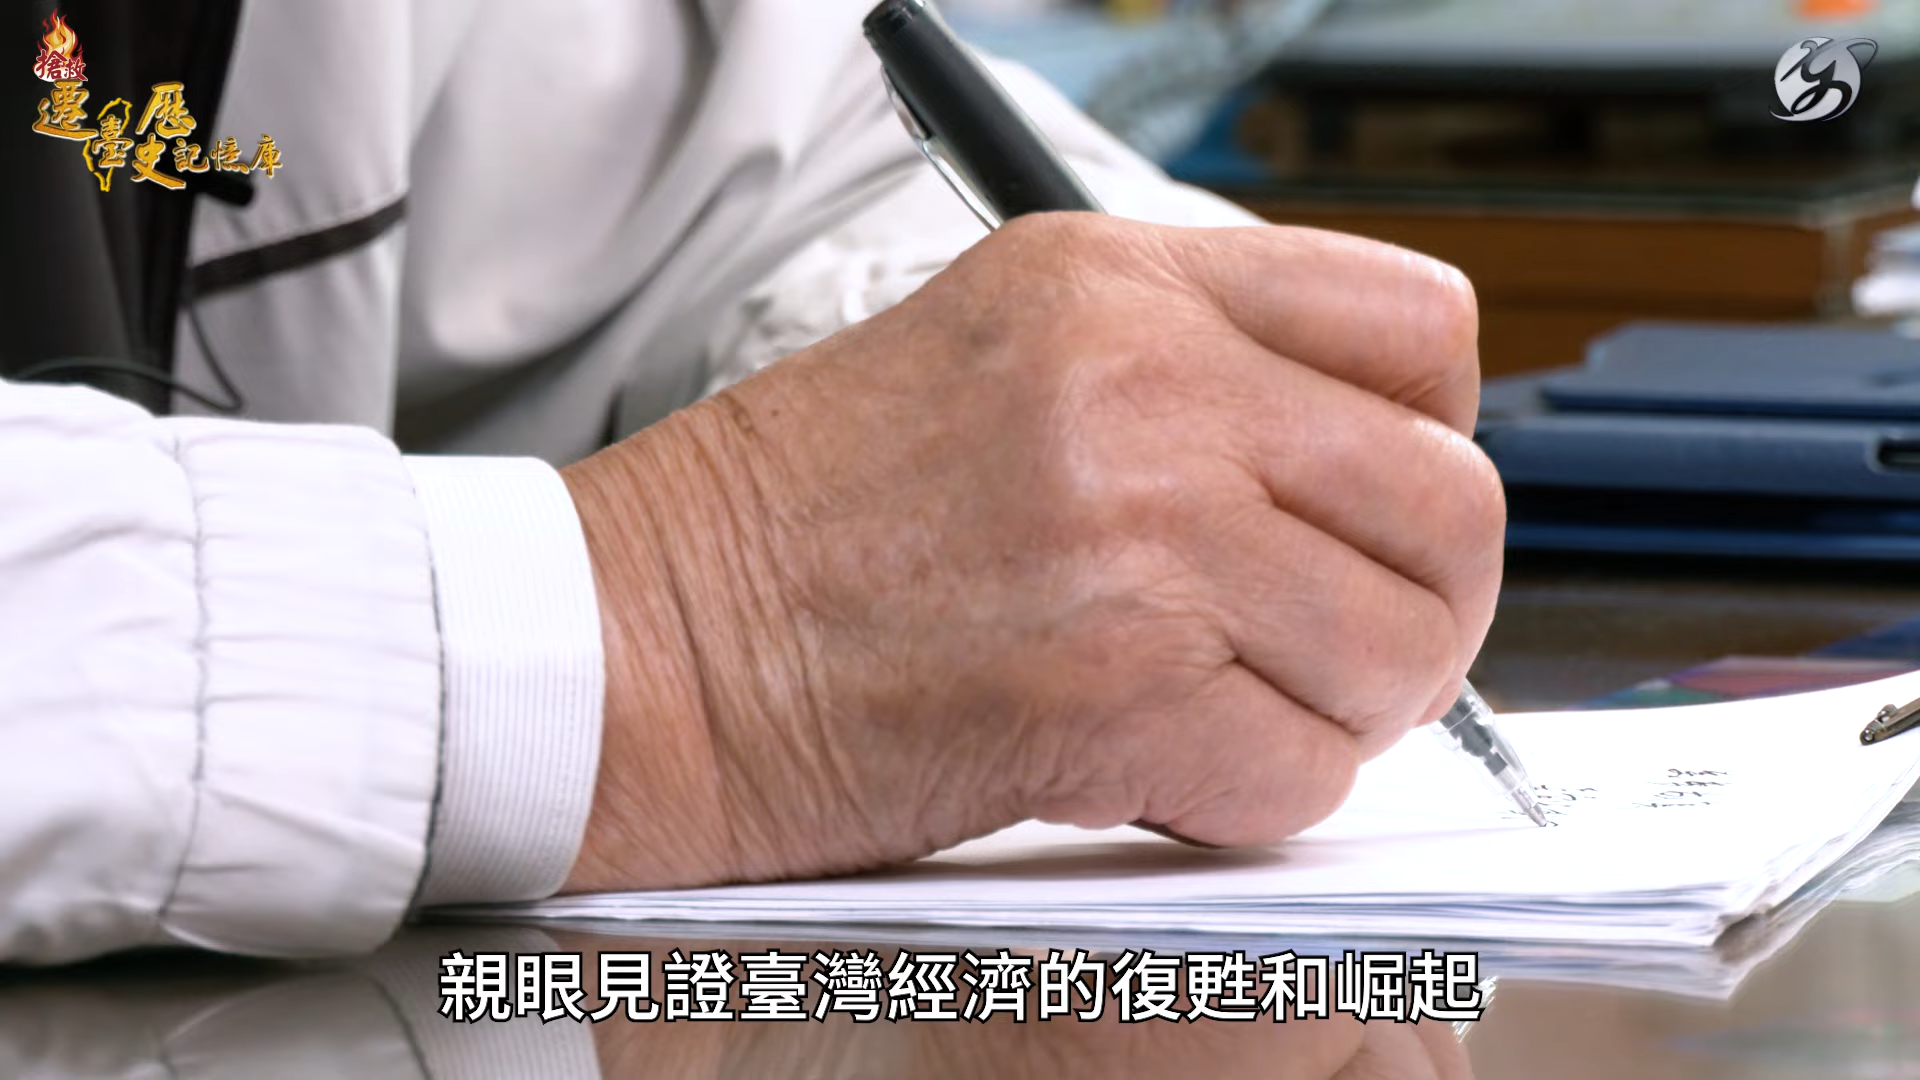 搶救
遷臺歷史記憶庫
親眼見證臺灣經濟的復甦和崛起